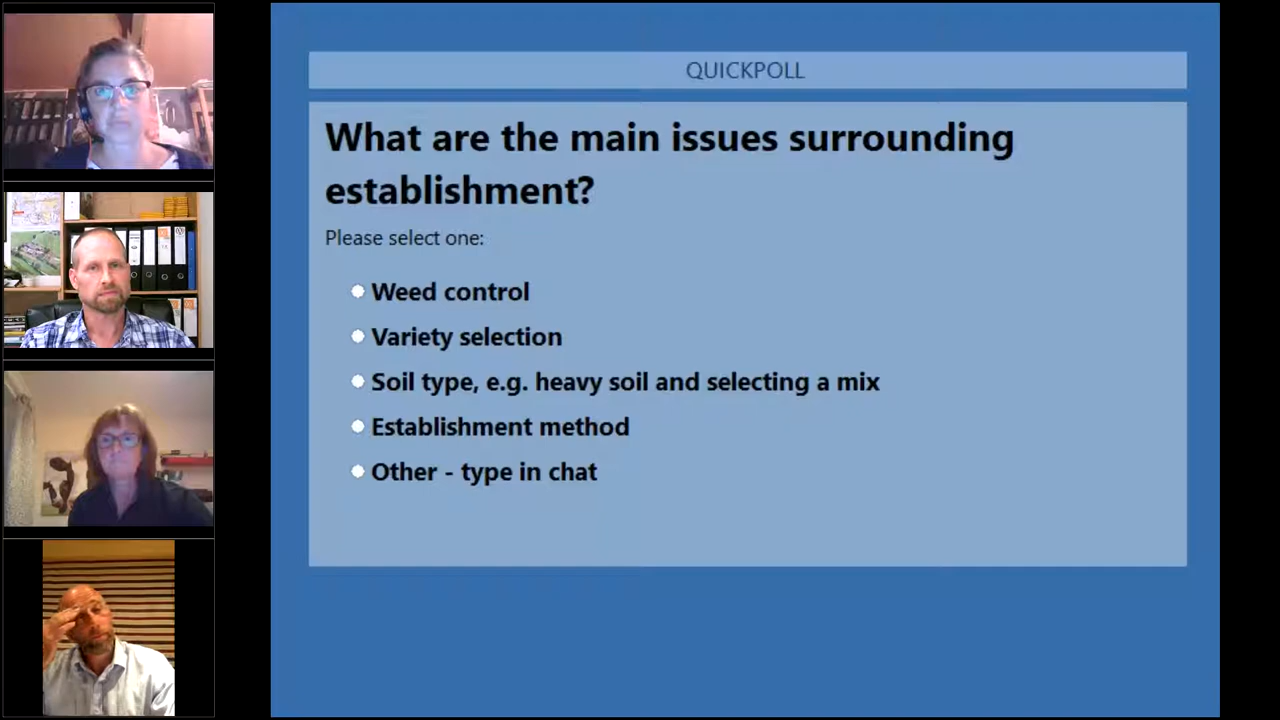 QUICKPOLL
What are the main issues surrounding
establishment?
Please select one:
Weed control
Variety selection
Soil type, e.g. heavy soil and selecting a mix
Establishment method
Other - type in chat